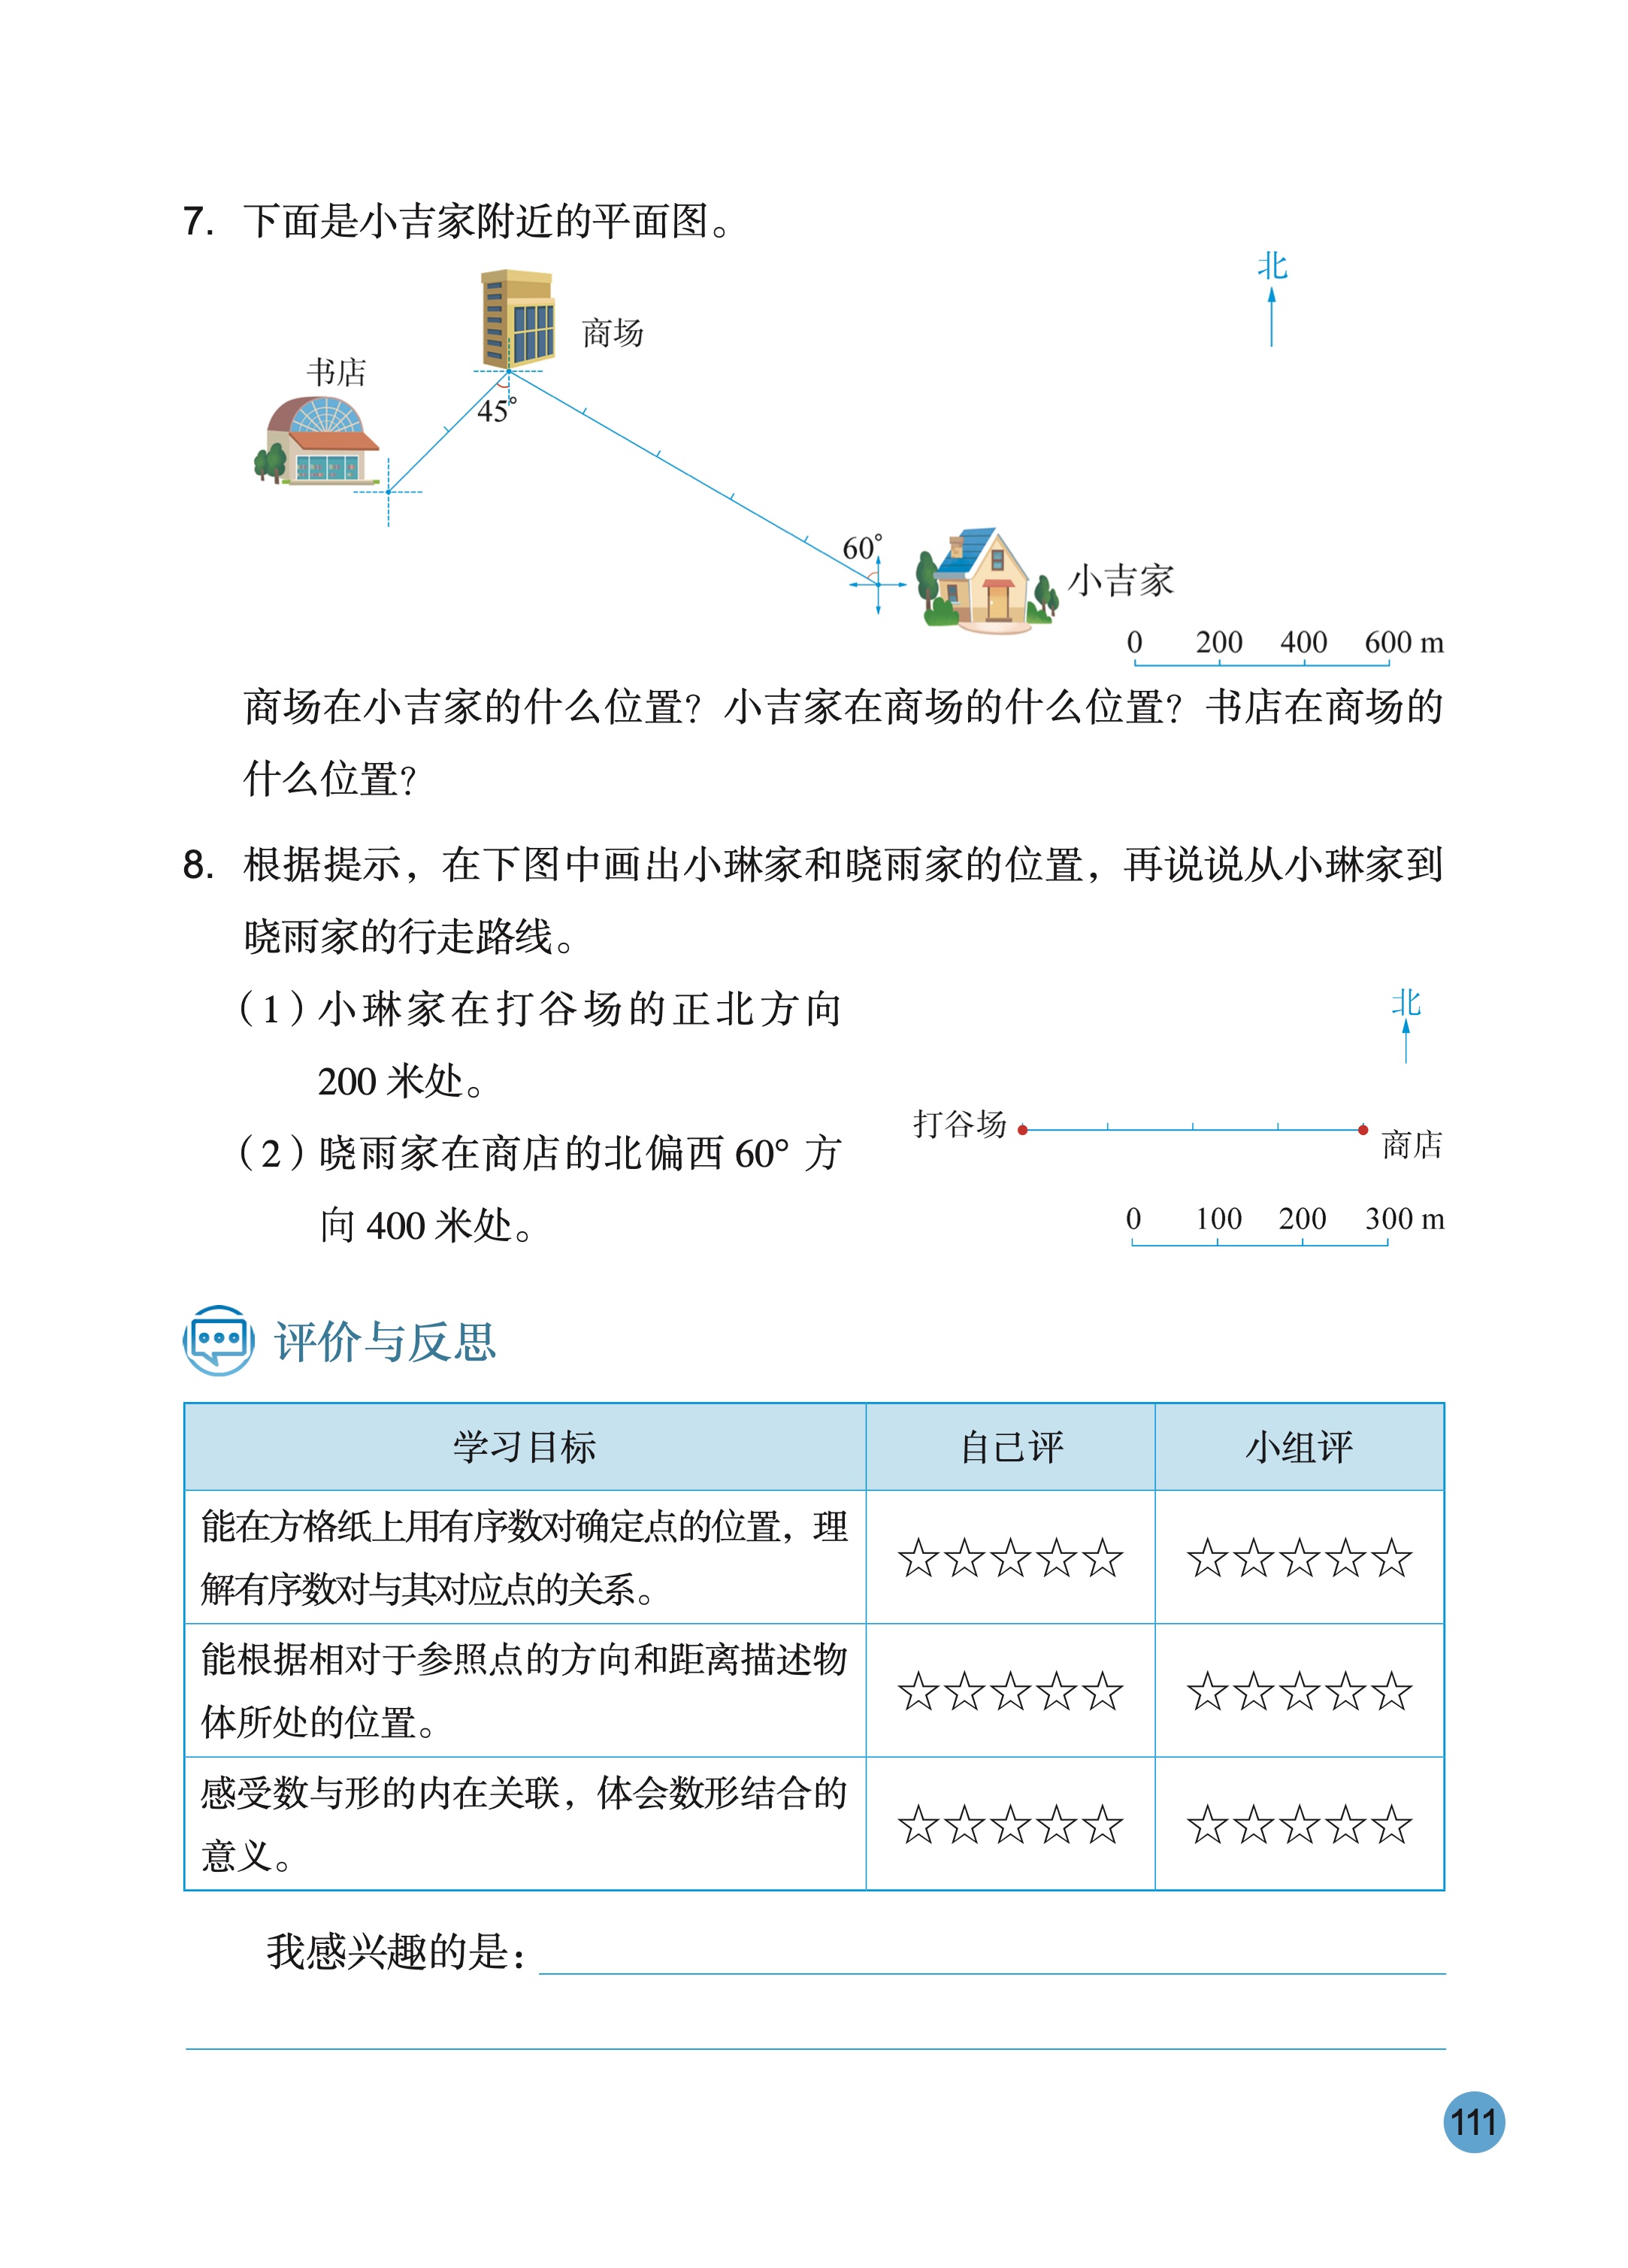 7. 下面是小吉家附近的平面图。
北
商场
书店
45°
60°
小吉家
0 200 400 600 m
商场在小吉家的什么位置？小吉家在商场的什么位置？书店在商场的
什么位置？
8. 根据提示，在下图中画出小琳家和晓雨家的位置，再说说从小琳家到
晓雨家的行走路线。
（1）小琳家在打谷场的正北方向
200 米处。
（2）晓雨家在商店的北偏西 60° 方
向 400 米处。
北
打谷场
商店
0 100 200 300 m
评价与反思
学习目标 自己评 小组评
能在方格纸上用有序数对确定点的位置，理
解有序数对与其对应点的关系。
☆☆☆☆☆ ☆☆☆☆☆
能根据相对于参照点的方向和距离描述物
体所处的位置。
☆☆☆☆☆ ☆☆☆☆☆
感受数与形的内在关联，体会数形结合的
意义。
☆☆☆☆☆ ☆☆☆☆☆
我感兴趣的是：
111